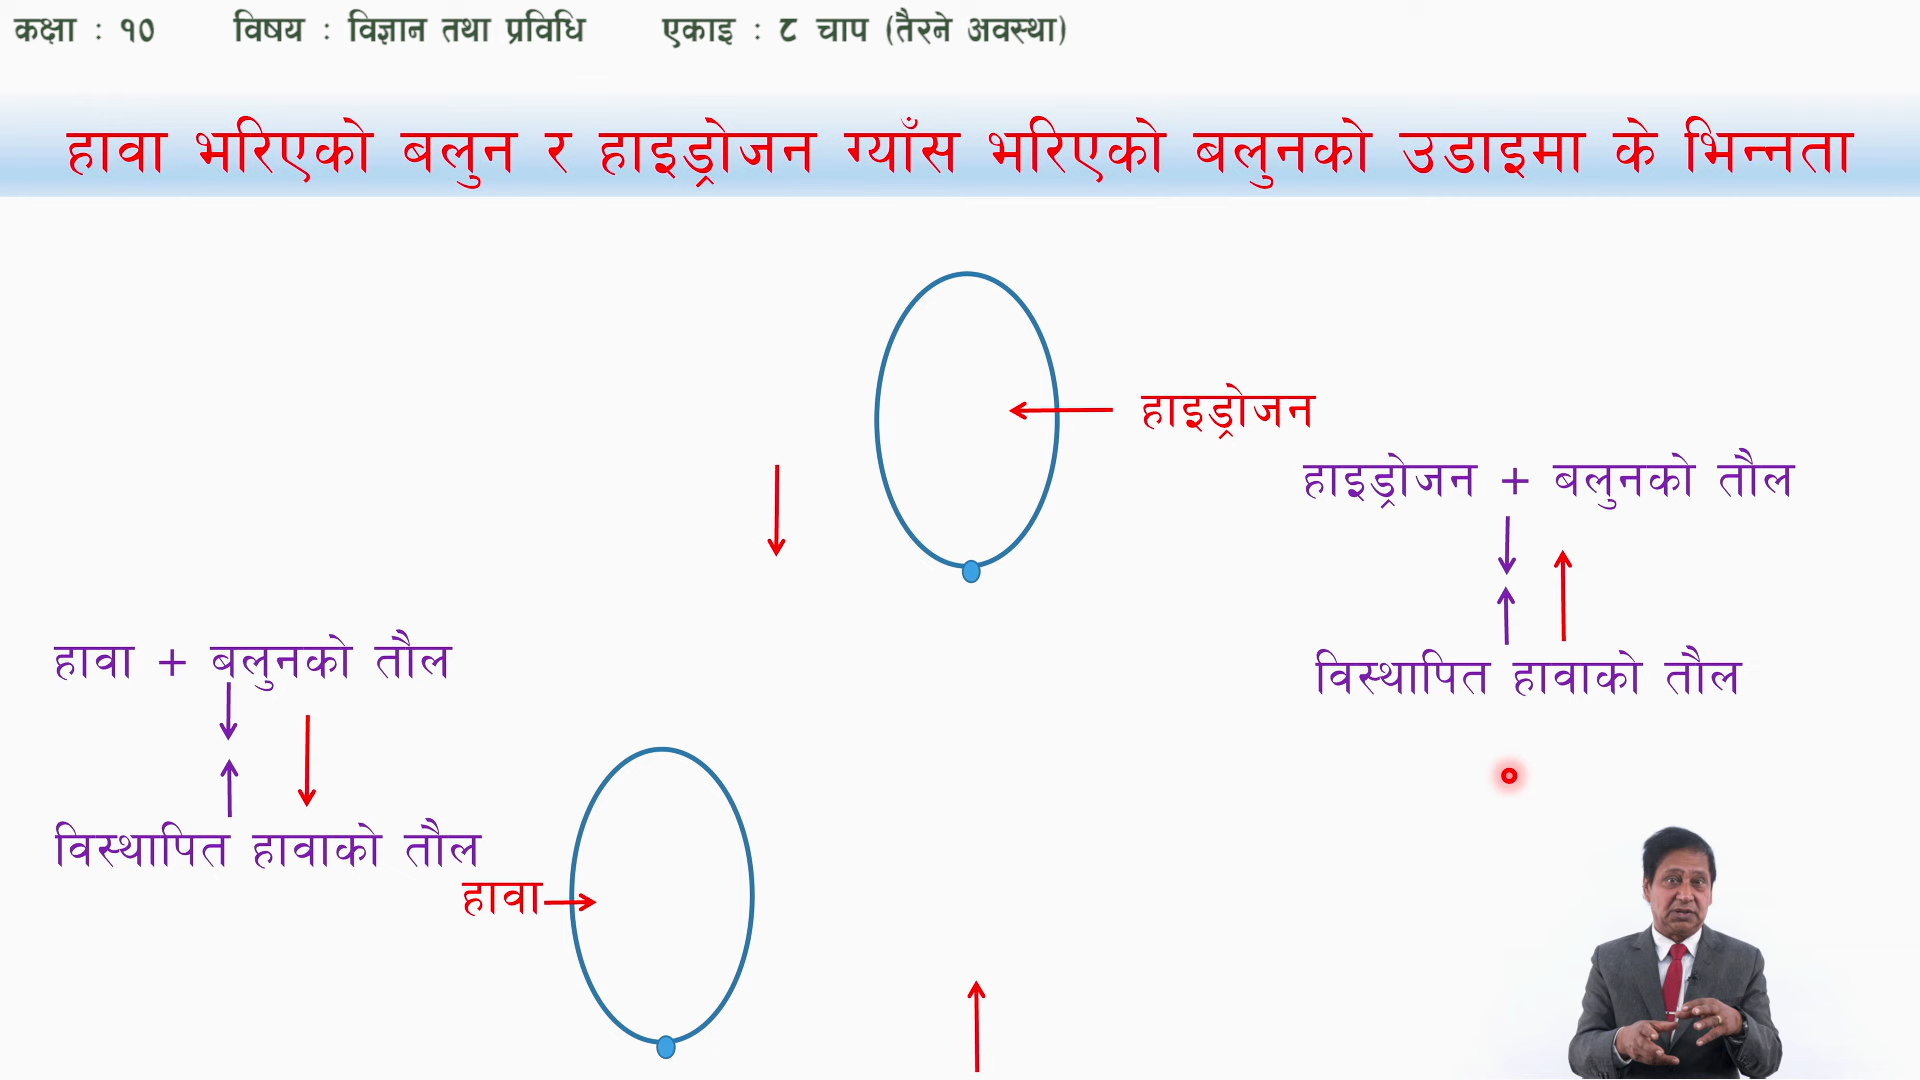 कक्षा : १० विषय : विज्ञान तथा प्रविधि एकाइ : ८ चाप (तैरने अवस्था)
हावा भरिएको बलुन र हाइड्रोजन ग्याँस भरिएको बलुनको उडाइमा के भिन्नता
हाइड्रोजन
हाइड्रोजन + बलुनको तौल
विस्थापित हावाको तौल
हावा + बलुनको तौल
विस्थापित हावाको तौल
हावा